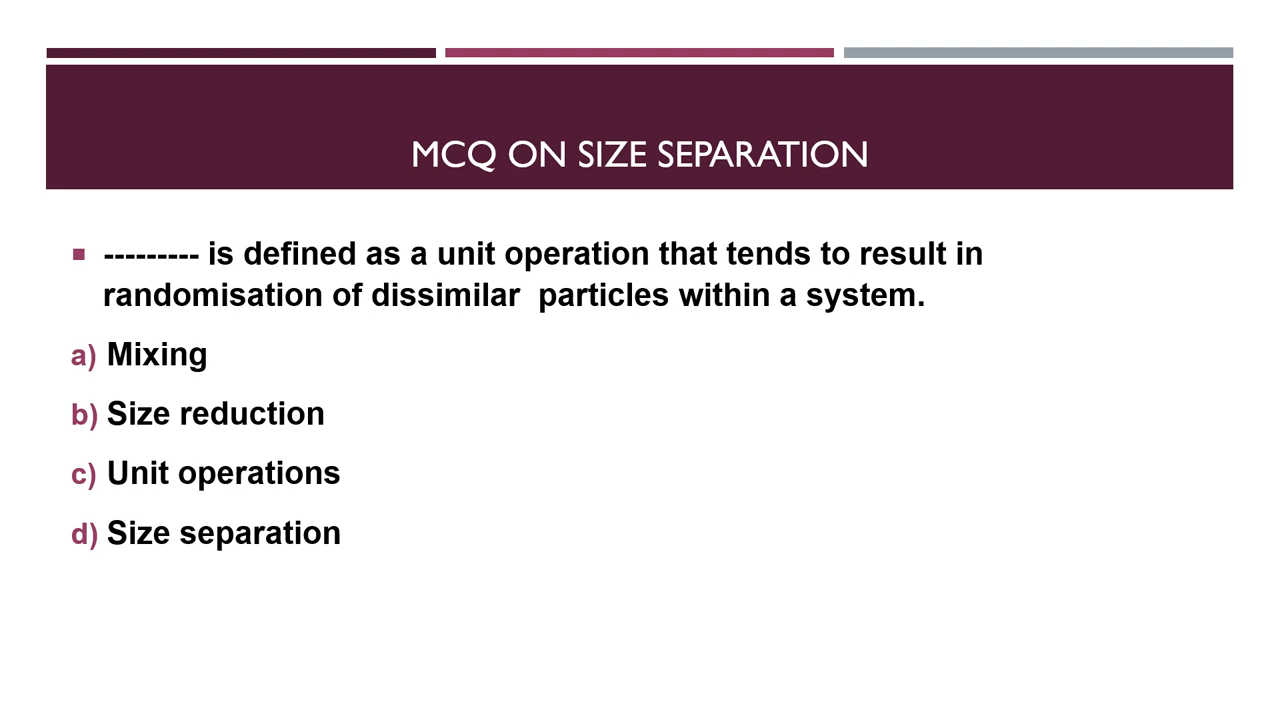 MCQ ON SIZE SEPARATION
--------- is defined as a unit operation that tends to result in
randomisation of dissimilar  particles within a system.
a) Mixing
b) Size reduction
c) Unit operations
d) Size separation